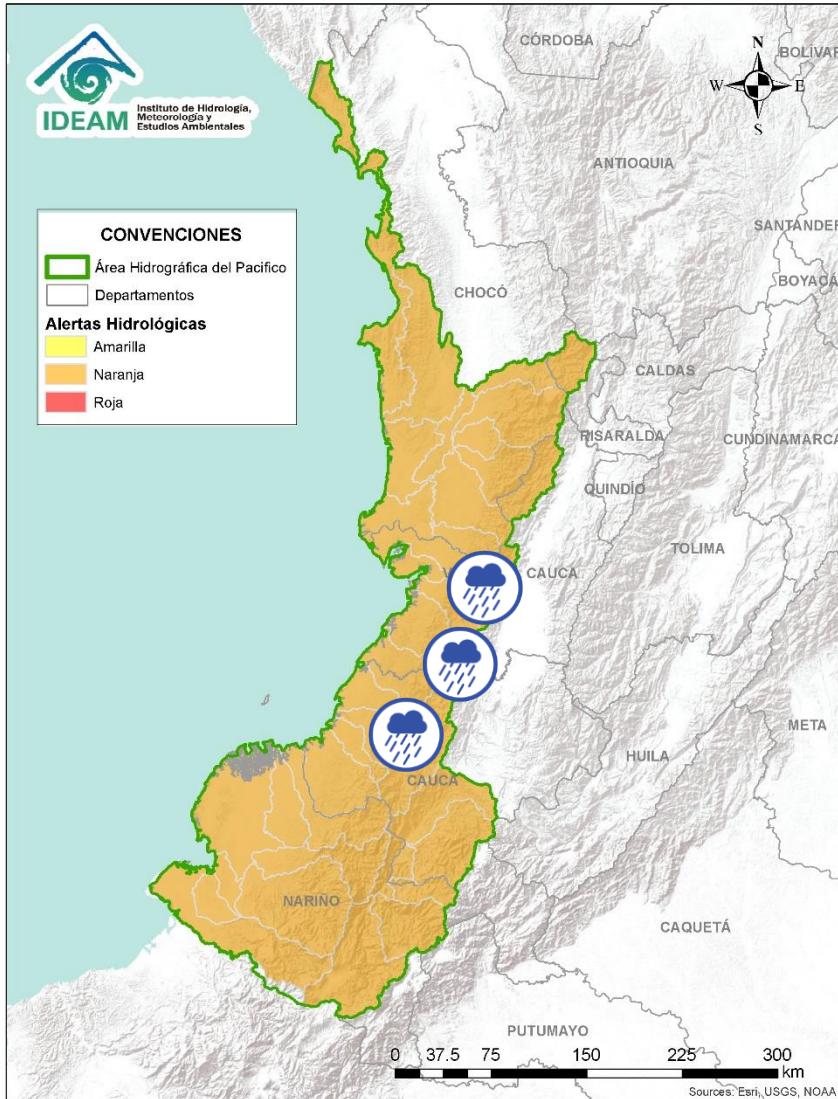 IDEAM
Instituto de Hidrología,
Meteorología y
Estudios Ambientales
CÓRDOBA
BOLÍVAR
N
W
E
S
ANTIOQUIA
SANTANDER
BOYACÁ
CONVENCIONES
Área Hidrográfica del Pacifico
Departamentos
Alertas Hidrológicas
Amarilla
Naranja
Roja
CHOCÓ
CALDAS
RISARALDA
CUNDINAMARCA
QUINDÍO
TOLIMA
CAUCA
META
HUILA
CAUCA
NARIÑO
CAQUETÁ
PUTUMAYO
0 37.5 75 150 225 300
km
Sources: Esri, USGS, NOAA